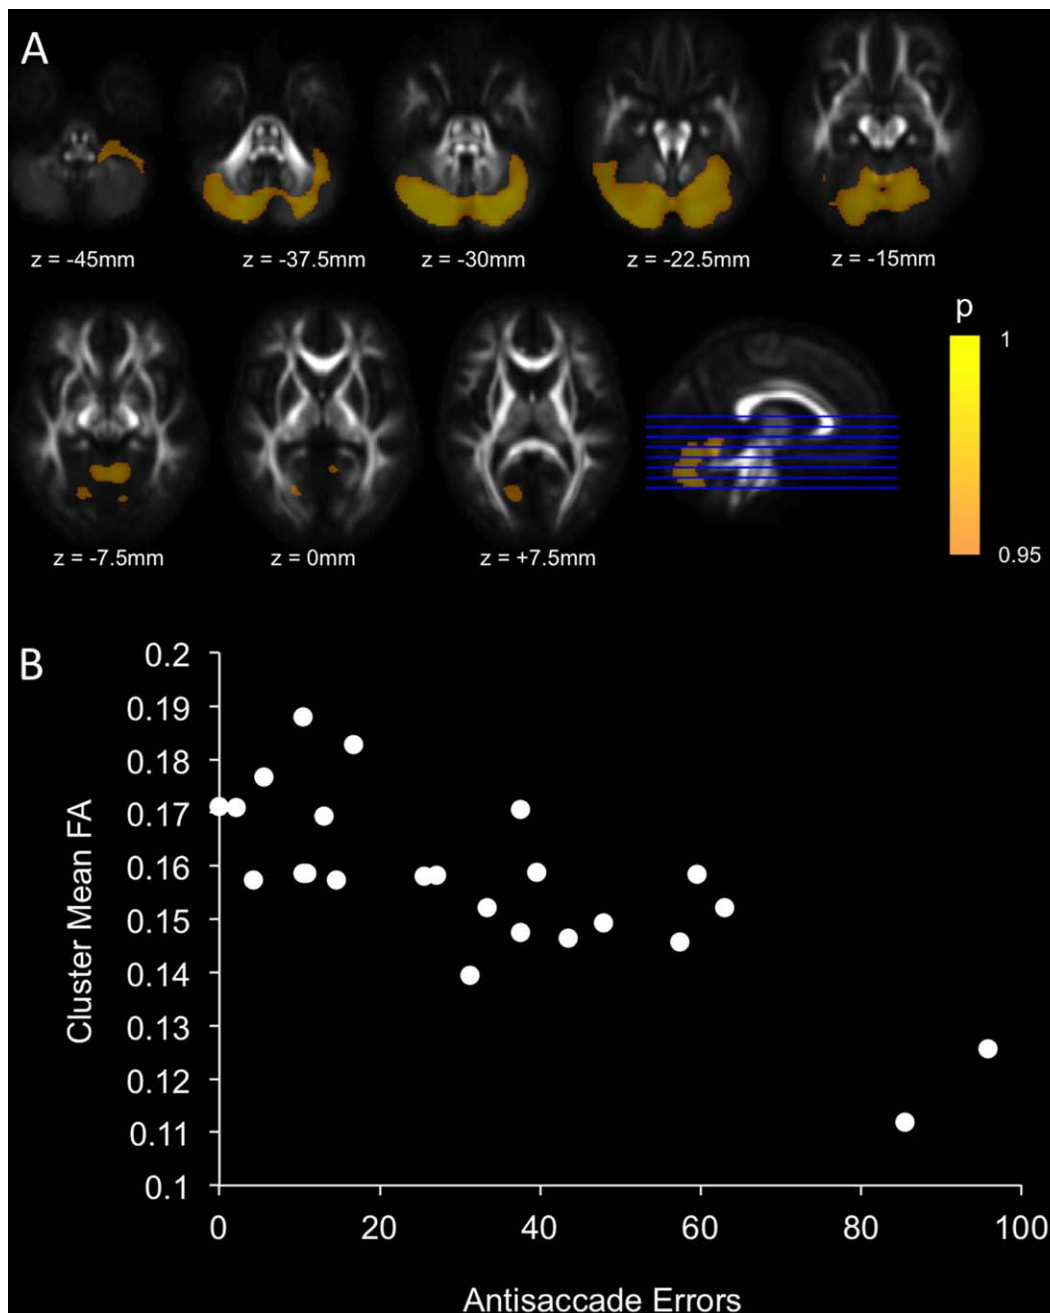 A
z = -45mm
z = -37.5mm
z = -30mm
z = -22.5mm
z = -15mm
p
1
0.95
z = -7.5mm
z = 0mm
z = +7.5mm
B
0.2
0.19
0.18
0.17
0.16
0.15
0.14
0.13
0.12
0.11
0.1
Cluster Mean FA
0
20
40
60
80
100
Antisaccade Errors